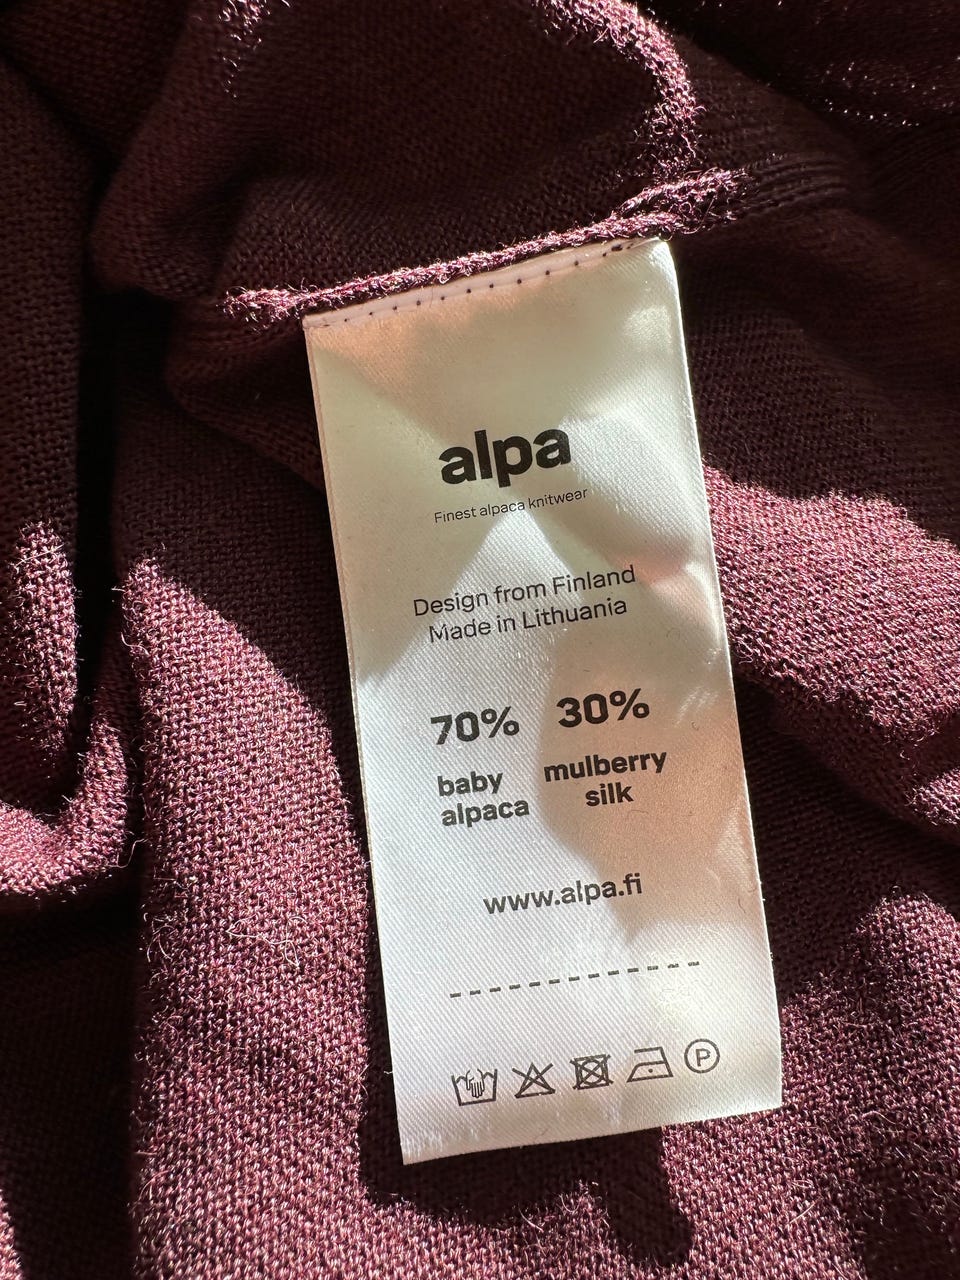 alpa
Finest alpaca knitwear
Design from Finland
Made in Lithuania
70% 30%
baby alpaca
mulberry silk
www.alpa.fi
P